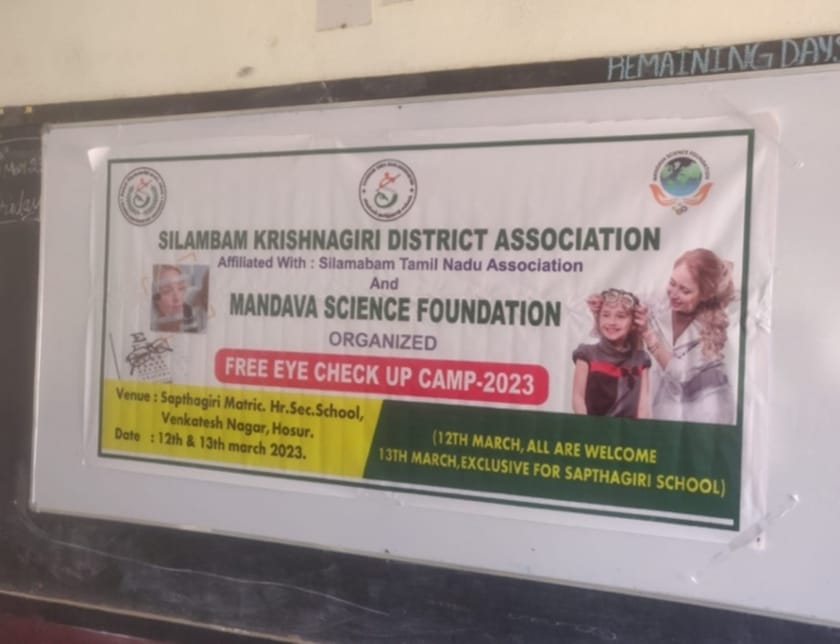 REMAINING DAYS
SILAMBAM KRISHNAGIRI DISTRICT ASSOCIATION
Affiliated With : Silamabam Tamil Nadu Association
And
MANDAVA SCIENCE FOUNDATION
ORGANIZED
FREE EYE CHECK UP CAMP-2023
Venue : Sapthagiri Matric. Hr.Sec.School,
Venkatesh Nagar, Hosur.
Date : 12th & 13th march 2023.
(12TH MARCH, ALL ARE WELCOME
13TH MARCH, EXCLUSIVE FOR SAPTHAGIRI SCHOOL)